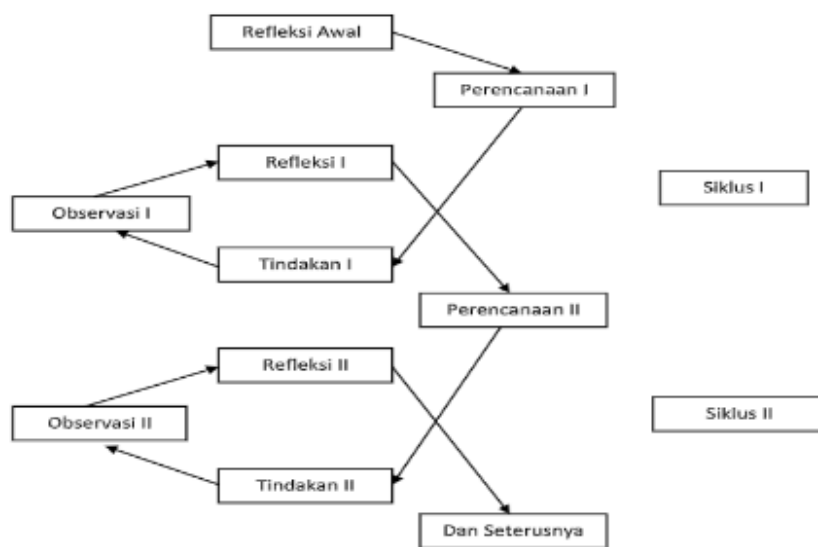 Refleksi Awal
Perencanaan I
Refleksi I
Siklus I
Observasi I
Tindakan I
Perencanaan II
Refleksi II
Siklus II
Observasi II
Tindakan II
Dan Seterusnya